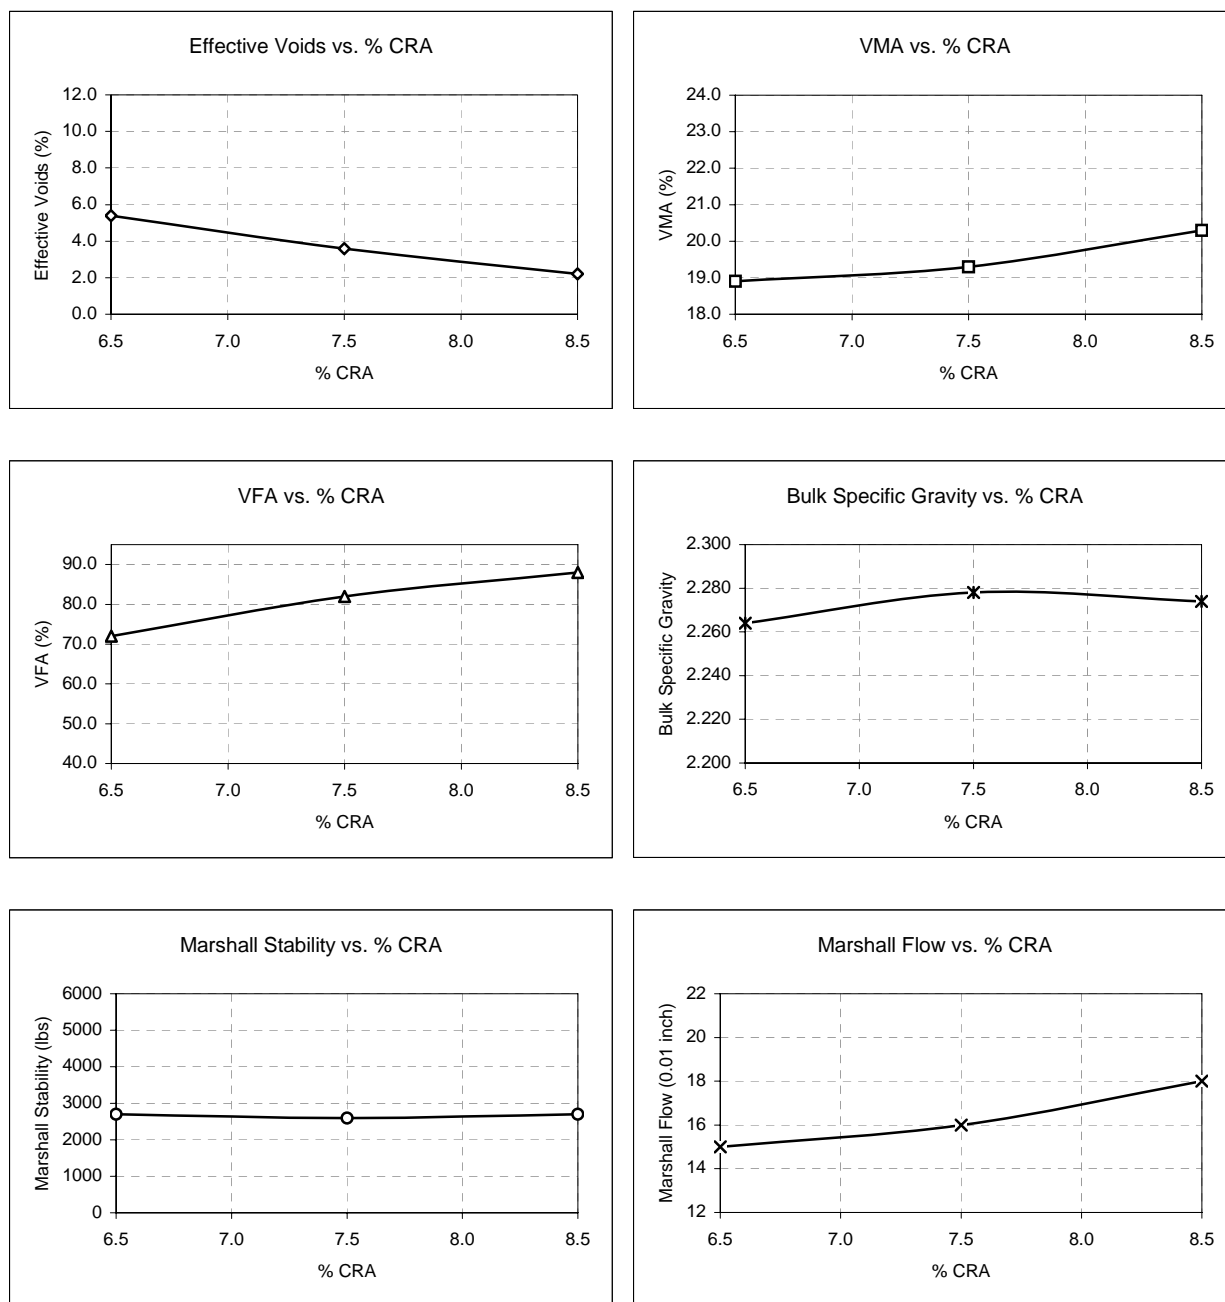 Effective Voids vs. % CRA
Effective Voids (%)
12.0
10.0
8.0
6.0
4.0
2.0
0.0
6.5 7.0 7.5 8.0 8.5
% CRA
VMA vs. % CRA
VMA (%)
24.0
23.0
22.0
21.0
20.0
19.0
18.0
6.5 7.0 7.5 8.0 8.5
% CRA
VFA vs. % CRA
VFA (%)
90.0
80.0
70.0
60.0
50.0
40.0
6.5 7.0 7.5 8.0 8.5
% CRA
Bulk Specific Gravity vs. % CRA
Bulk Specific Gravity
2.300
2.280
2.260
2.240
2.220
2.200
6.5 7.0 7.5 8.0 8.5
% CRA
Marshall Stability vs. % CRA
Marshall Stability (lbs)
6000
5000
4000
3000
2000
1000
0
6.5 7.0 7.5 8.0 8.5
% CRA
Marshall Flow vs. % CRA
Marshall Flow (0.01 inch)
22
20
18
16
14
12
6.5 7.0 7.5 8.0 8.5
% CRA